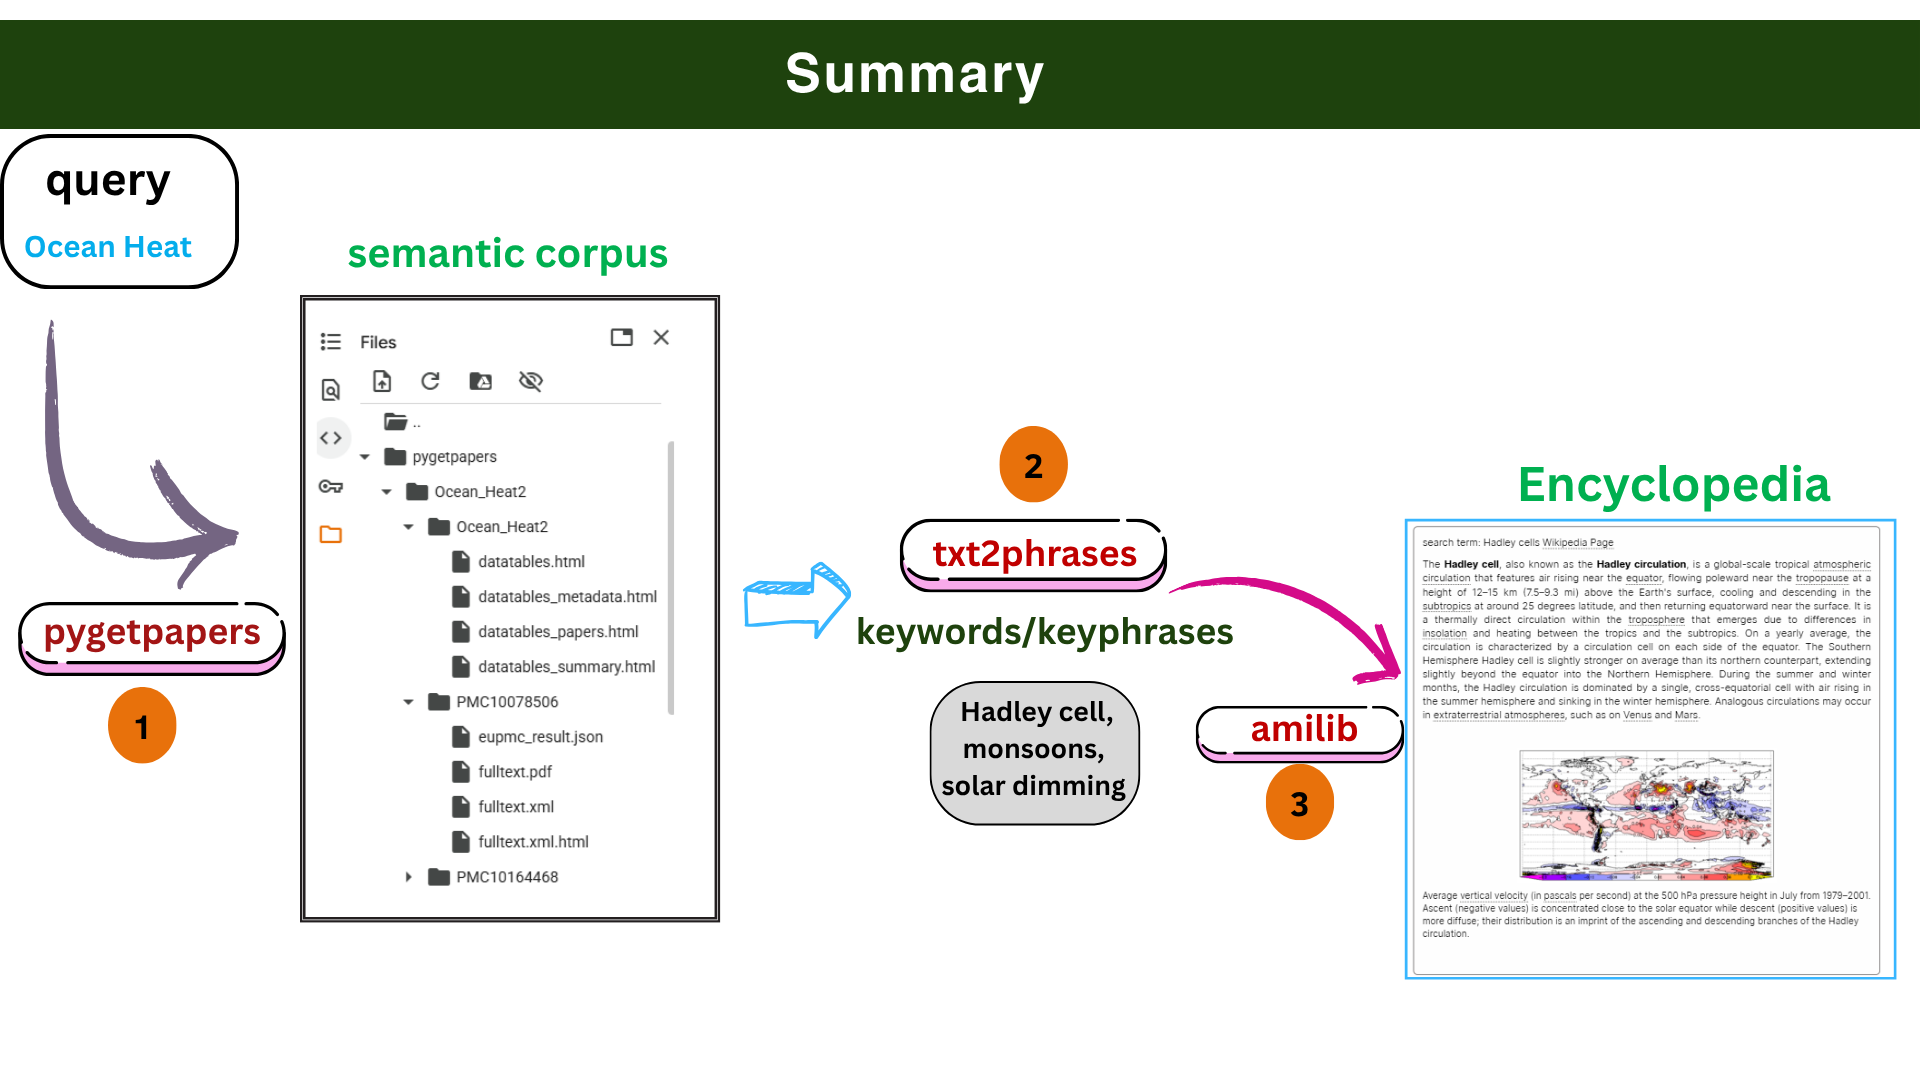 Summary
query
Ocean Heat
pygetpapers
1
semantic corpus
Files
..
pygetpapers
Ocean_Heat2
Ocean_Heat2
datatables.html
datatables_metadata.html
datatables_papers.html
datatables_summary.html
PMC10078506
eupmc_result.json
fulltext.pdf
fulltext.xml
fulltext.xml.html
PMC10164468
2
txt2phrases
keywords/keyphrases
Hadley cell,
monsoons,
solar dimming
amilib
3
Encyclopedia
search term: Hadley cells Wikipedia Page
The Hadley cell, also known as the Hadley circulation, is a global-scale tropical atmospheric
circulation that features air rising near the equator, flowing poleward near the tropopause at a
height of 12–15 km (7.5–9.3 mi) above the Earth's surface, cooling and descending in the
subtropics at around 25 degrees latitude, and then returning equatorward near the surface. It is
a thermally direct circulation within the troposphere that emerges due to differences in
insolation and heating between the tropics and the subtropics. On a yearly average, the
circulation is characterized by a circulation cell on each side of the equator. The Southern
Hemisphere Hadley cell is slightly stronger on average than its northern counterpart, extending
slightly beyond the equator into the Northern Hemisphere. During the summer and winter
months, the Hadley circulation is dominated by a single, cross-equatorial cell with air rising in
the summer hemisphere and sinking in the winter hemisphere. Analogous circulations may occur
in extraterrestrial atmospheres, such as on Venus and Mars.
Average vertical velocity (in pascals per second) at the 500 hPa pressure height in July from 1979–2001.
Ascent (negative values) is concentrated close to the solar equator while descent (positive values) is
more diffuse; their distribution is an imprint of the ascending and descending branches of the Hadley
circulation.